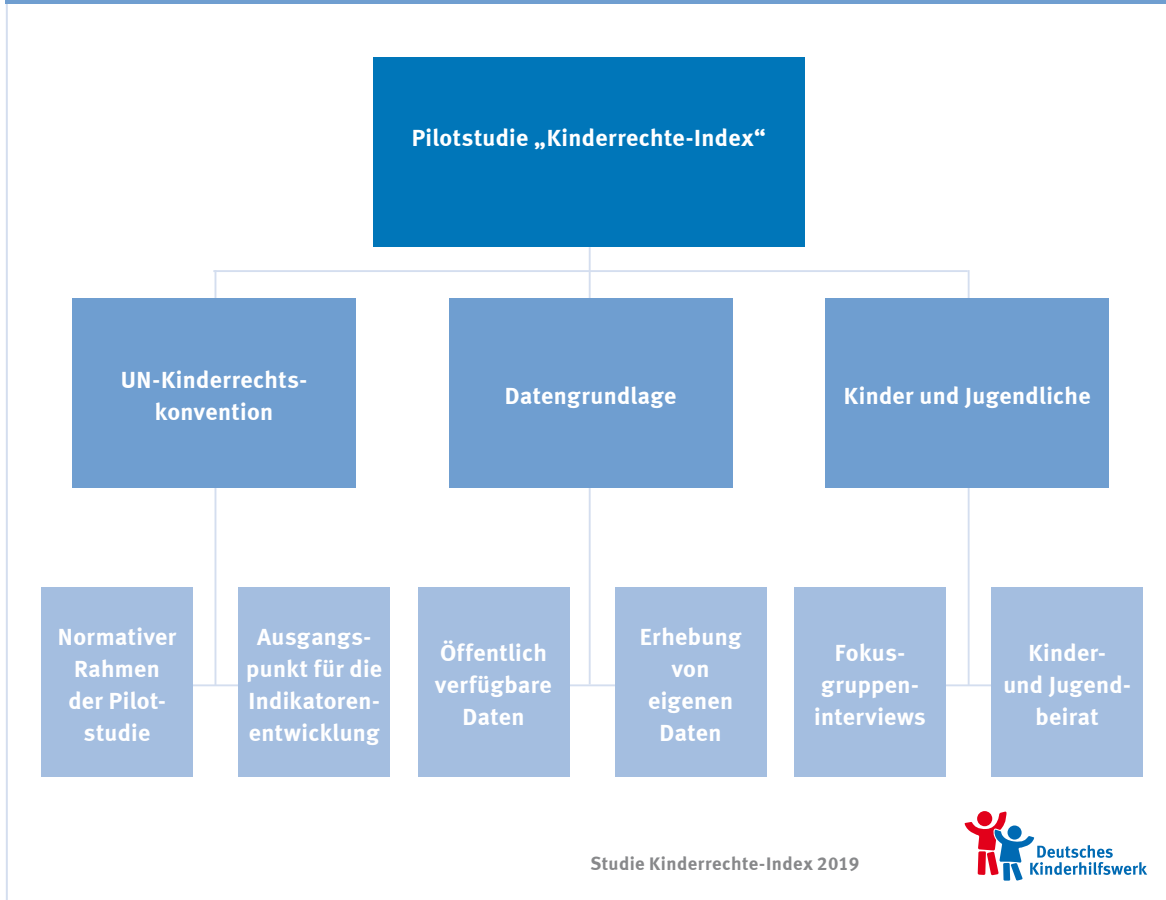 Pilotstudie „Kinderrechte-Index“
UN-Kinderrechts-
konvention
Datengrundlage
Kinder und Jugendliche
Normativer
Rahmen
der Pilot-
studie
Ausgangs-
punkt für die
Indikatoren-
entwicklung
Öffentlich
verfügbare
Daten
Erhebung
von
eigenen
Daten
Fokus-
gruppen-
interviews
Kinder-
und Jugend-
beirat
Studie Kinderrechte-Index 2019
Deutsches
Kinderhilfswerk